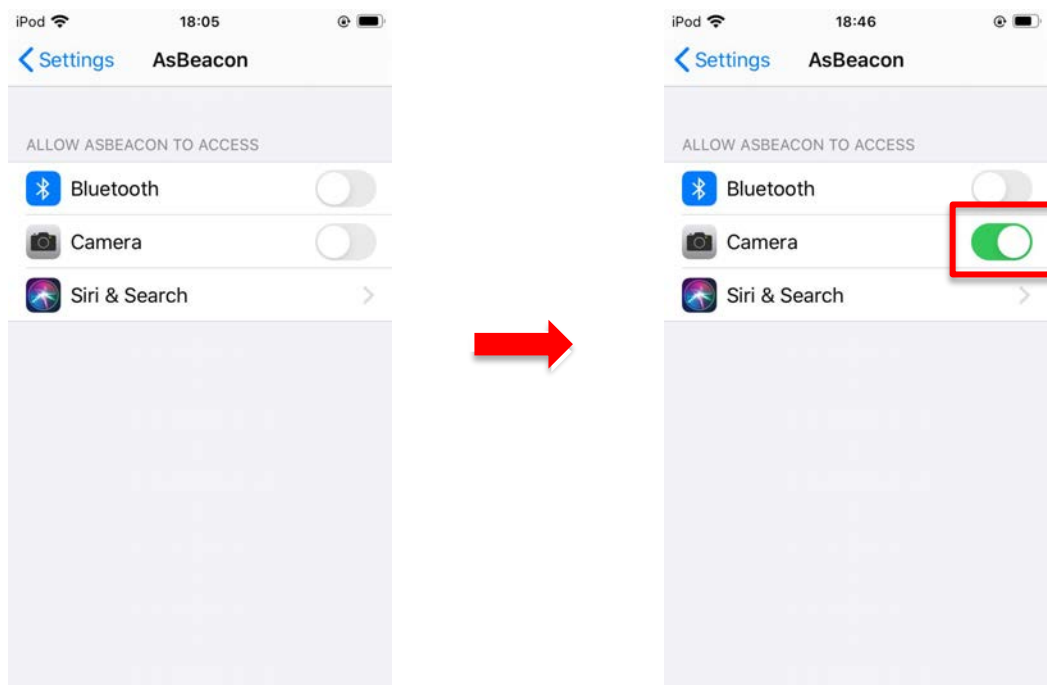 iPod 18:05
Settings AsBeacon
ALLOW ASBEACON TO ACCESS
Bluetooth
Camera
Siri & Search
iPod 18:46
Settings AsBeacon
ALLOW ASBEACON TO ACCESS
Bluetooth
Camera
Siri & Search